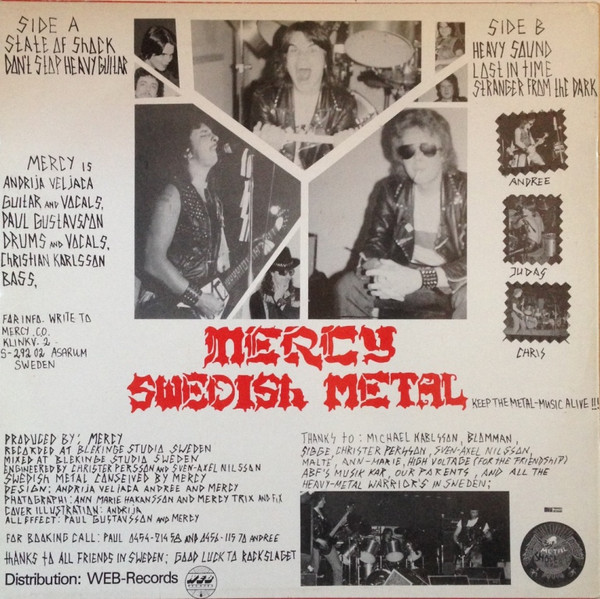 SIDE A
STATE OF SHOCK
DON'T STOP HEAVY GUITAR
SIDE B
HEAVY SOUND
LOST IN TIME
STRANGER FROM THE DARK
MERCY IS
ANDRIJA VELJACA
GUITAR AND VOCALS.
PAUL GUSTAVSSON
DRUMS AND VOCALS.
CHRISTIAN KARLSSON
BASS.
ANDREE
JUDAS
CHRIS
FOR INFO. WRITE TO
MERCY CO.
KLINKV. 2.
S-292 02 ASARUM
SWEDEN
MERCY
SWEDISH METAL
KEEP THE METAL-MUSIC ALIVE !!!
PRODUCED BY: MERCY
RECORDED AT BLEKINGE STUDIO SWEDEN
MIXED AT BLEKINGE STUDIO SWEDEN
ENGINEERED BY CHRISTER PERSSON AND SVEN-AXEL NILSSON
SWEDISH METAL CONSEIVED BY MERCY
DESIGN: ANDRIJA VELJACA ANDREE AND MERCY
PHOTOGRAPHI: ANN MARIE HAKANSSON AND MERCY TRIX AND FIX
COVER ILLUSTRATION: ANDRIJA
ALL EFFECT: PAUL GUSTAVSSON AND MERCY
FOR BOOKING CALL: PAUL 0454-21450 AND 0456-115 70 ANDREE
THANKS TO ALL FRIENDS IN SWEDEN; GOOD LUCK TO ROCKSLAGET
Distribution: WEB-Records
WEB
THANKS TO: MICHAEL KARLSSON, BLOMMAN,
CHRISTER PERSSON, SVEN-AXEL NILSSON,
MALTE, ANN-MARIE, HIGH VOLTAGE (FOR THE FRIENDSHIP)
ABF'S MUSIK KAR, OUR PARENTS, AND ALL THE
HEAVY-METAL WARRIOR'S IN SWEDEN;
METAL